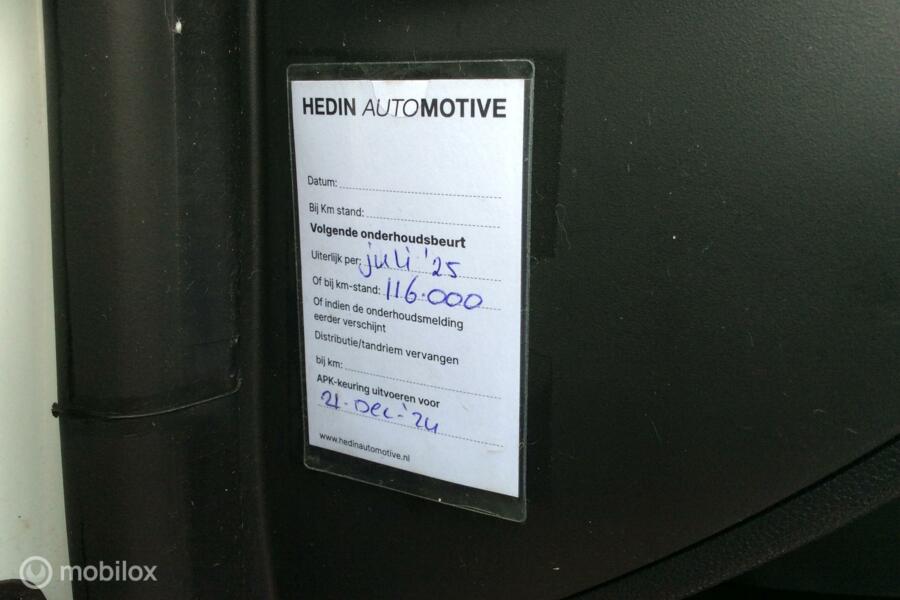 HEDIN AUTOMOTIVE
Datum:
Bij Km stand:
Volgende onderhoudsbeurt
Uiterlijk per: juli '25
Of bij km-stand: 116.000
Of indien de onderhoudsmelding
eerder verschijnt
Distributie/tandriem vervangen
bij km:
APK-keuring uitvoeren voor
21-Dec-'24
www.hedinautomotive.nl
mobilox